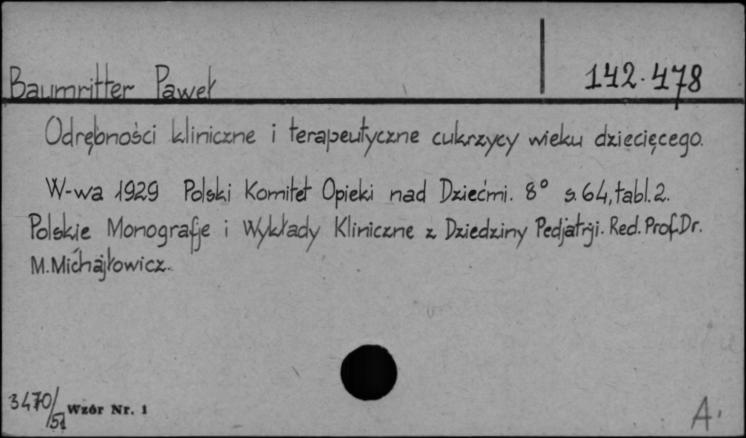 Baumritter Paweł
142.478
Odrębności kliniczne i terapeutyczne cukrzycy wieku dziecięcego.
W-wa 1929 Polski Komitet Opieki nad Dziećmi. 8° s. 64, tabl. 2.
Polskie Monografje i Wykłady Kliniczne z Dziedziny Pedjatrji. Red. Prof. Dr.
M. Michałowicz.
3470/51 Wzór Nr. 1
A.